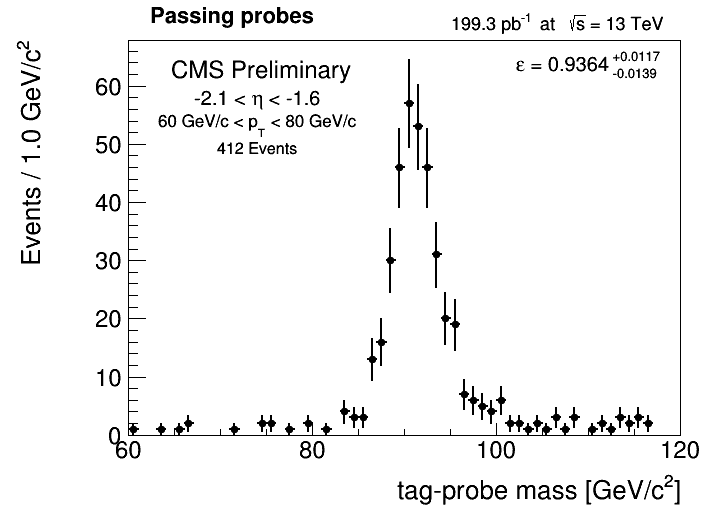 Passing probes
199.3 pb⁻¹ at √s = 13 TeV
CMS Preliminary
-2.1 < η < -1.6
60 GeV/c < p_T < 80 GeV/c
412 Events
ε = 0.9364 +0.0117 -0.0139
Events / 1.0 GeV/c²
60
50
40
30
20
10
0
60 80 100 120
tag-probe mass [GeV/c²]